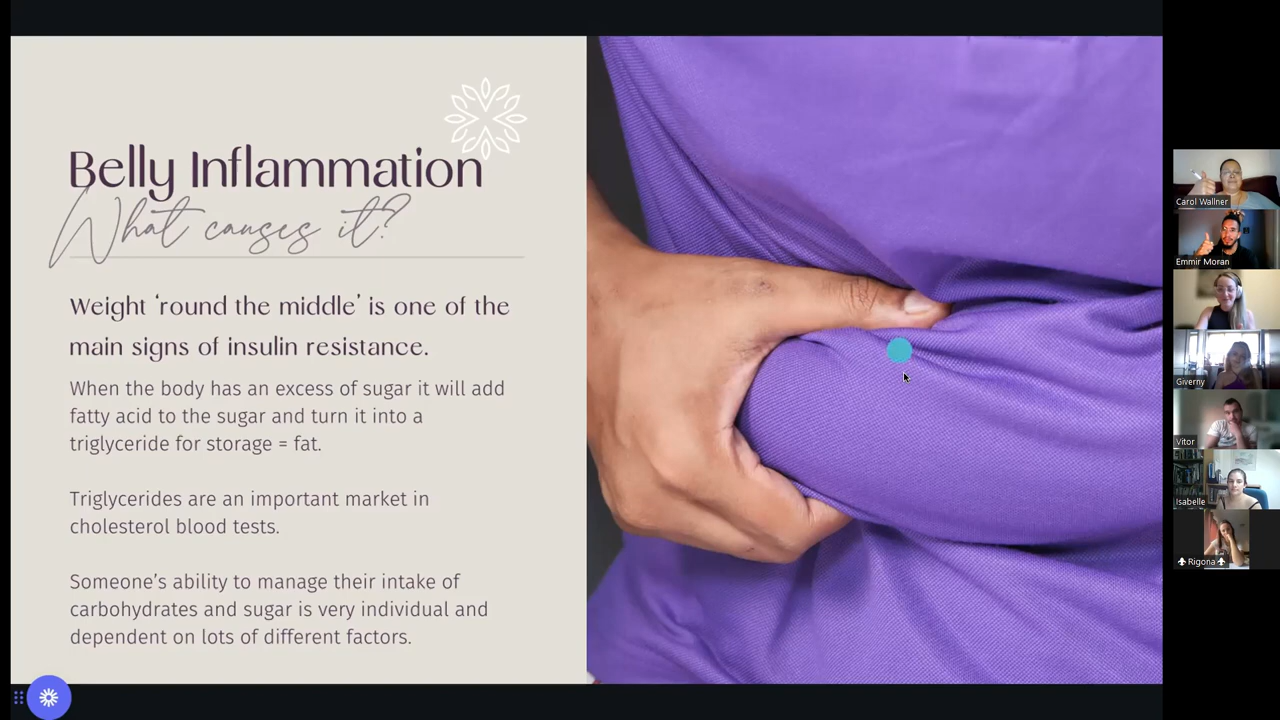 Belly Inflammation
What causes it?
Weight 'round the middle' is one of the
main signs of insulin resistance.
When the body has an excess of sugar it will add
fatty acid to the sugar and turn it into a
triglyceride for storage = fat.
Triglycerides are an important market in
cholesterol blood tests.
Someone's ability to manage their intake of
carbohydrates and sugar is very individual and
dependent on lots of different factors.
Carol Wallner
Emmir Moran
Giverny
Vitor
Isabelle
Rigona